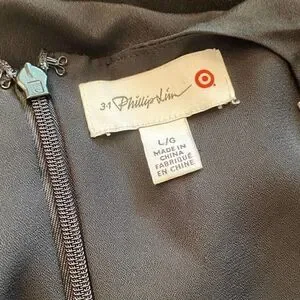 3.1 Phillip Lim
L/G
MADE IN
CHINA
FABRIQUÉ
EN CHINE